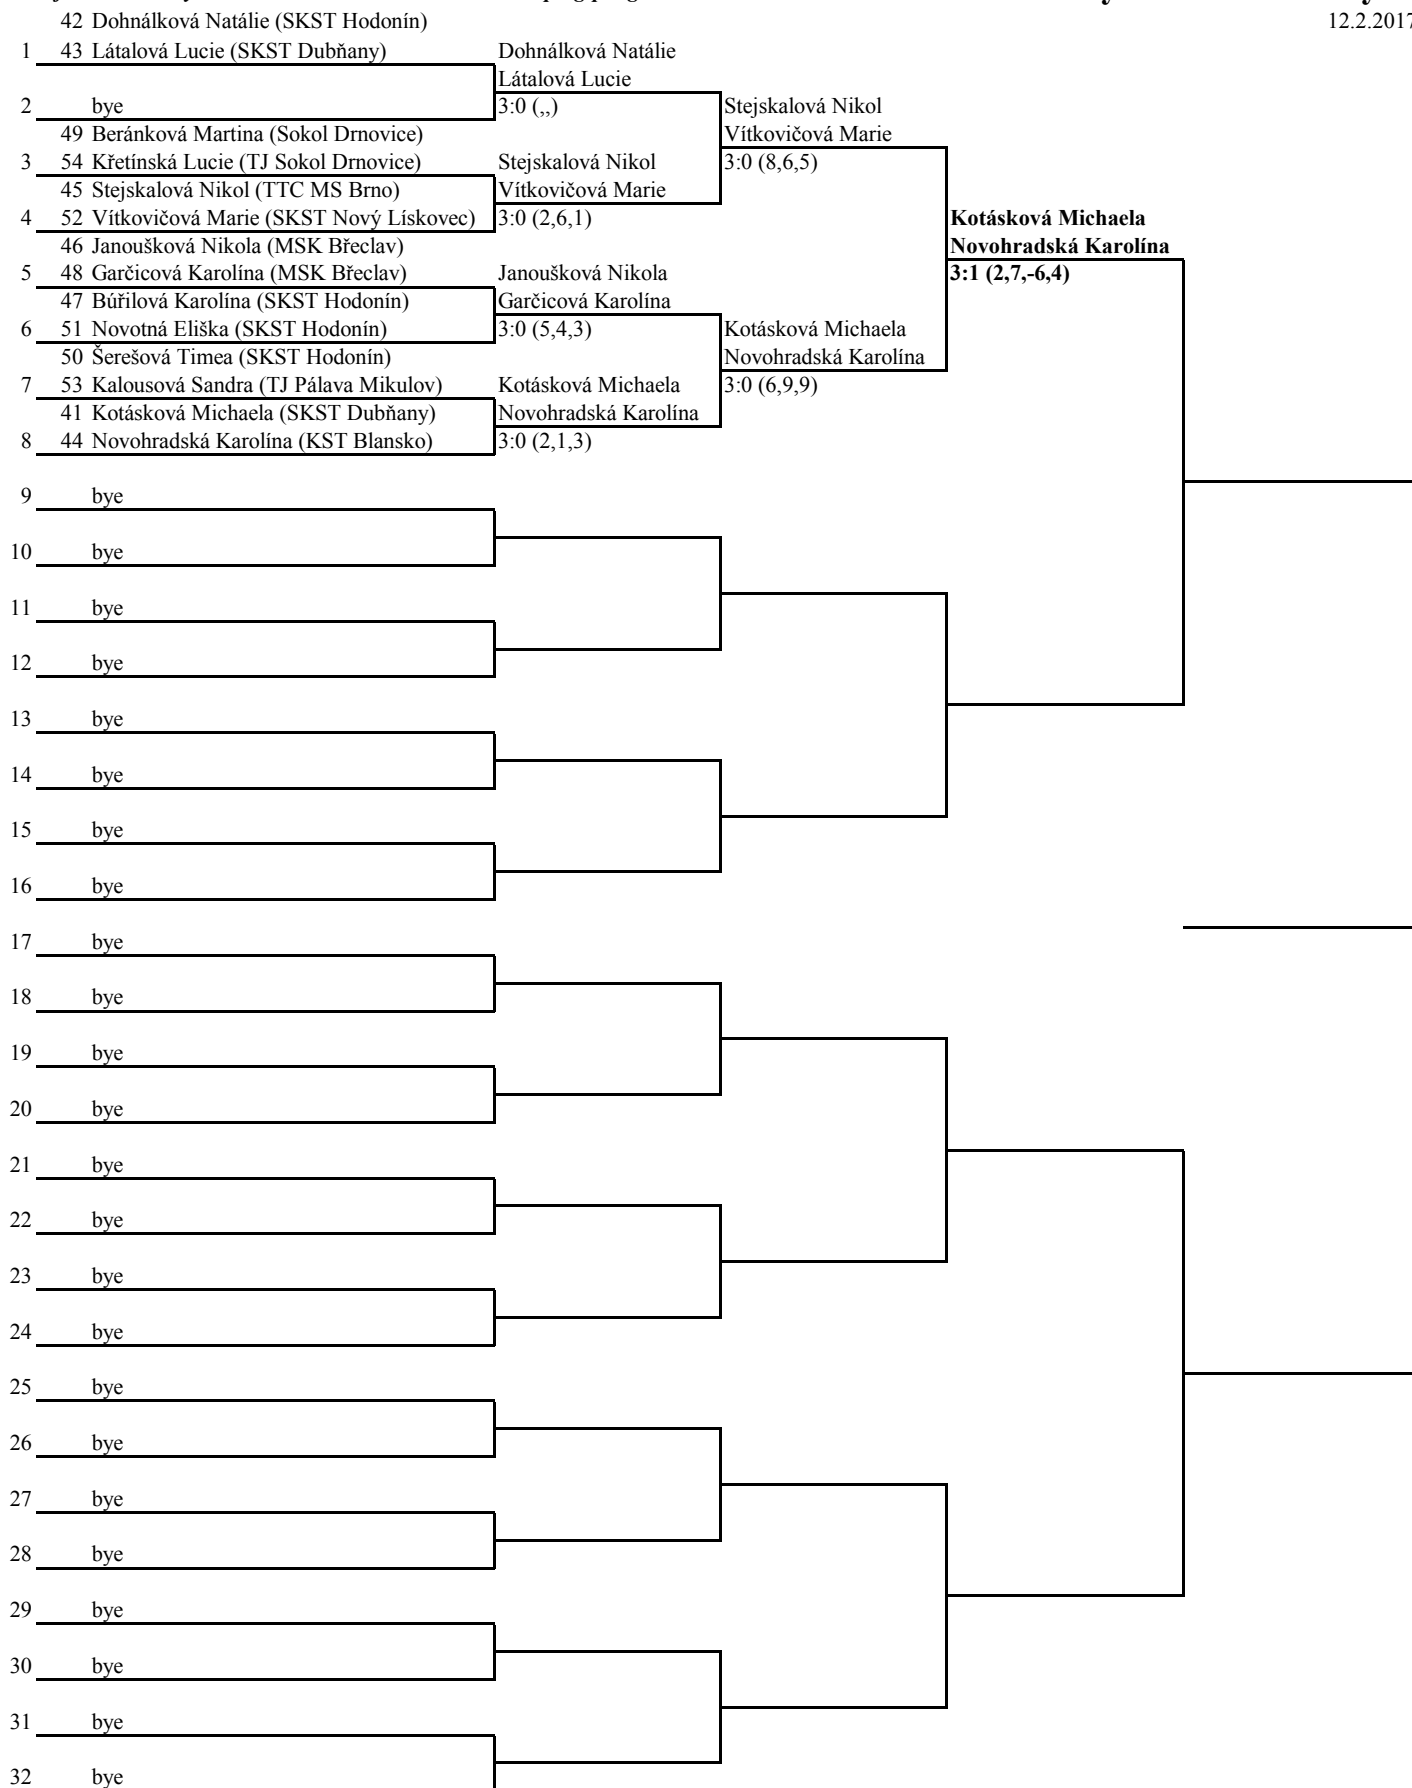 42 Dohnálková Natálie (SKST Hodonín)
12.2.2017
1 43 Látalová Lucie (SKST Dubňany)
Dohnálková Natálie
Látalová Lucie
2 bye
3:0 (,,)
Stejskalová Nikol
49 Beránková Martina (Sokol Drnovice)
Vítkovičová Marie
3 54 Křetínská Lucie (TJ Sokol Drnovice)
Stejskalová Nikol
3:0 (8,6,5)
45 Stejskalová Nikol (TTC MS Brno)
Vítkovičová Marie
4 52 Vítkovičová Marie (SKST Nový Lískovec)
3:0 (2,6,1)
Kotásková Michaela
46 Janoušková Nikola (MSK Břeclav)
Novohradská Karolína
5 48 Garčicová Karolína (MSK Břeclav)
Janoušková Nikola
3:1 (2,7,-6,4)
47 Búřilová Karolína (SKST Hodonín)
Garčicová Karolína
6 51 Novotná Eliška (SKST Hodonín)
3:0 (5,4,3)
Kotásková Michaela
50 Šerešová Timea (SKST Hodonín)
Novohradská Karolína
7 53 Kalousová Sandra (TJ Pálava Mikulov)
Kotásková Michaela
3:0 (6,9,9)
41 Kotásková Michaela (SKST Dubňany)
Novohradská Karolína
8 44 Novohradská Karolína (KST Blansko)
3:0 (2,1,3)
9 bye
10 bye
11 bye
12 bye
13 bye
14 bye
15 bye
16 bye
17 bye
18 bye
19 bye
20 bye
21 bye
22 bye
23 bye
24 bye
25 bye
26 bye
27 bye
28 bye
29 bye
30 bye
31 bye
32 bye